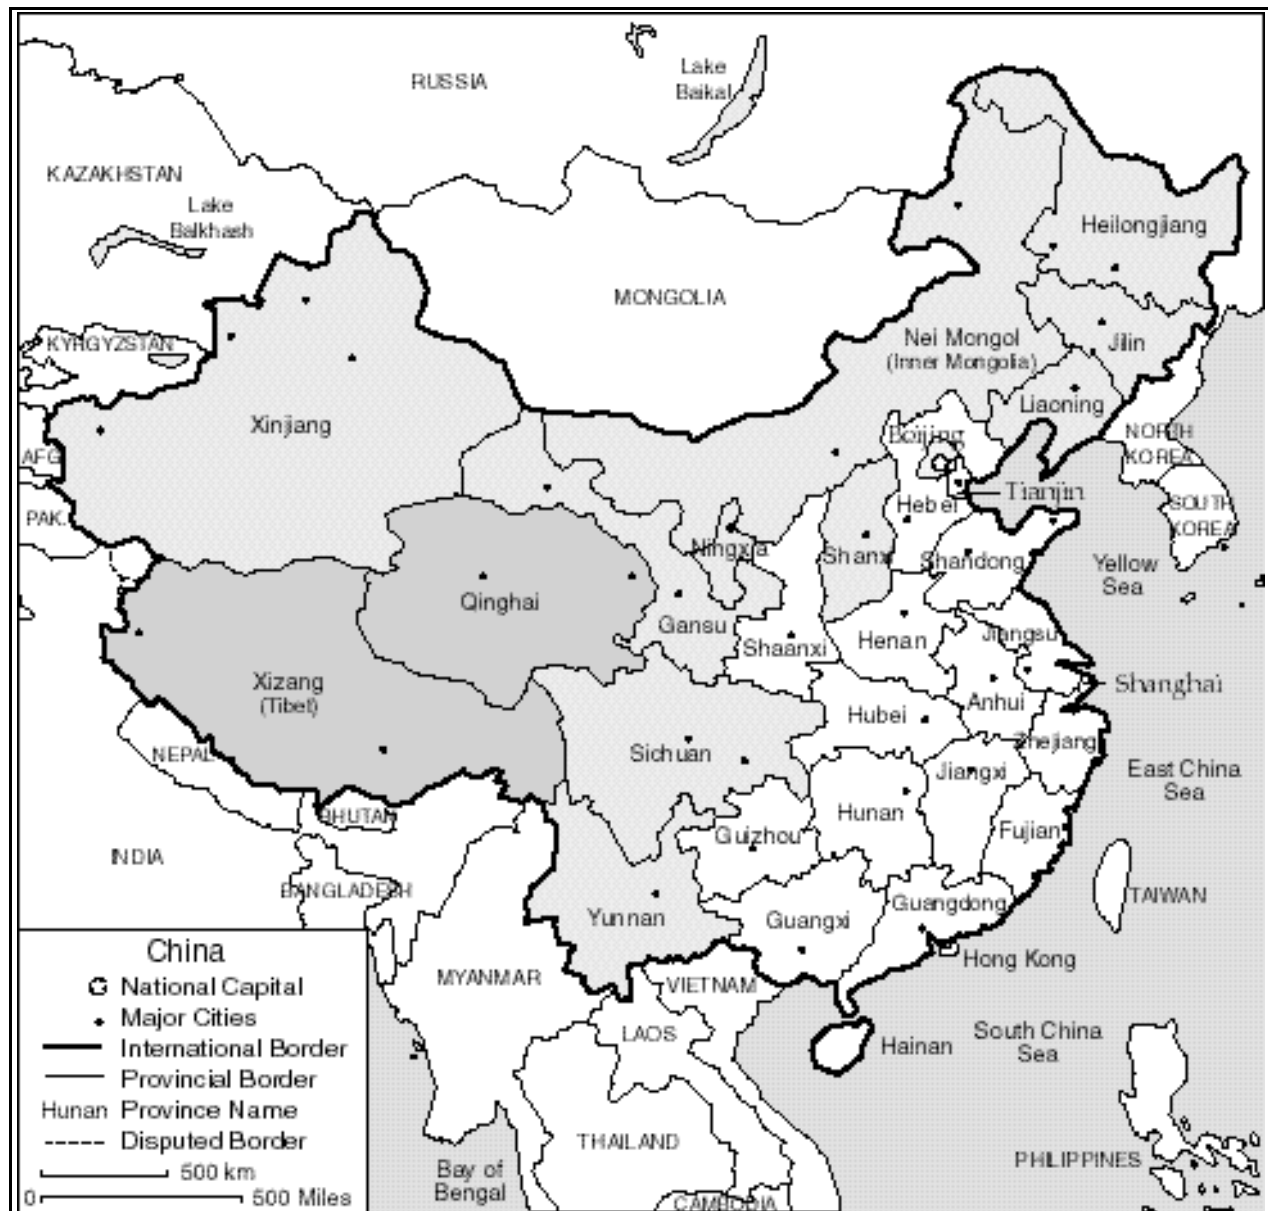 RUSSIA
Lake
Baikal
KAZAKHSTAN
Lake
Balkhash
Heilongjiang
MONGOLIA
KYRGYZSTAN
Nei Mongol
(Inner Mongolia)
Jilin
Xinjiang
Liaoning
Beijing
NORTH
KOREA
AFG
Tianjin
Hebei
PAK.
SOUTH
KOREA
Ningxia
Shanxi
Shandong
Yellow
Sea
Qinghai
Gansu
Shaanxi
Henan
Jiangsu
Xizang
(Tibet)
Shanghai
Anhui
Hubei
NEPAL
Sichuan
Zhejiang
Jiangxi
East China
Sea
BHUTAN
Hunan
Guizhou
Fujian
INDIA
BANGLADESH
TAIWAN
Yunnan
Guangxi
Guangdong
Hong Kong
MYANMAR
VIETNAM
LAOS
Hainan
South China
Sea
THAILAND
PHILIPPINES
Bay of
Bengal
CAMBODIA
China
National Capital
Major Cities
International Border
Provincial Border
Hunan Province Name
Disputed Border
500 km
0 500 Miles